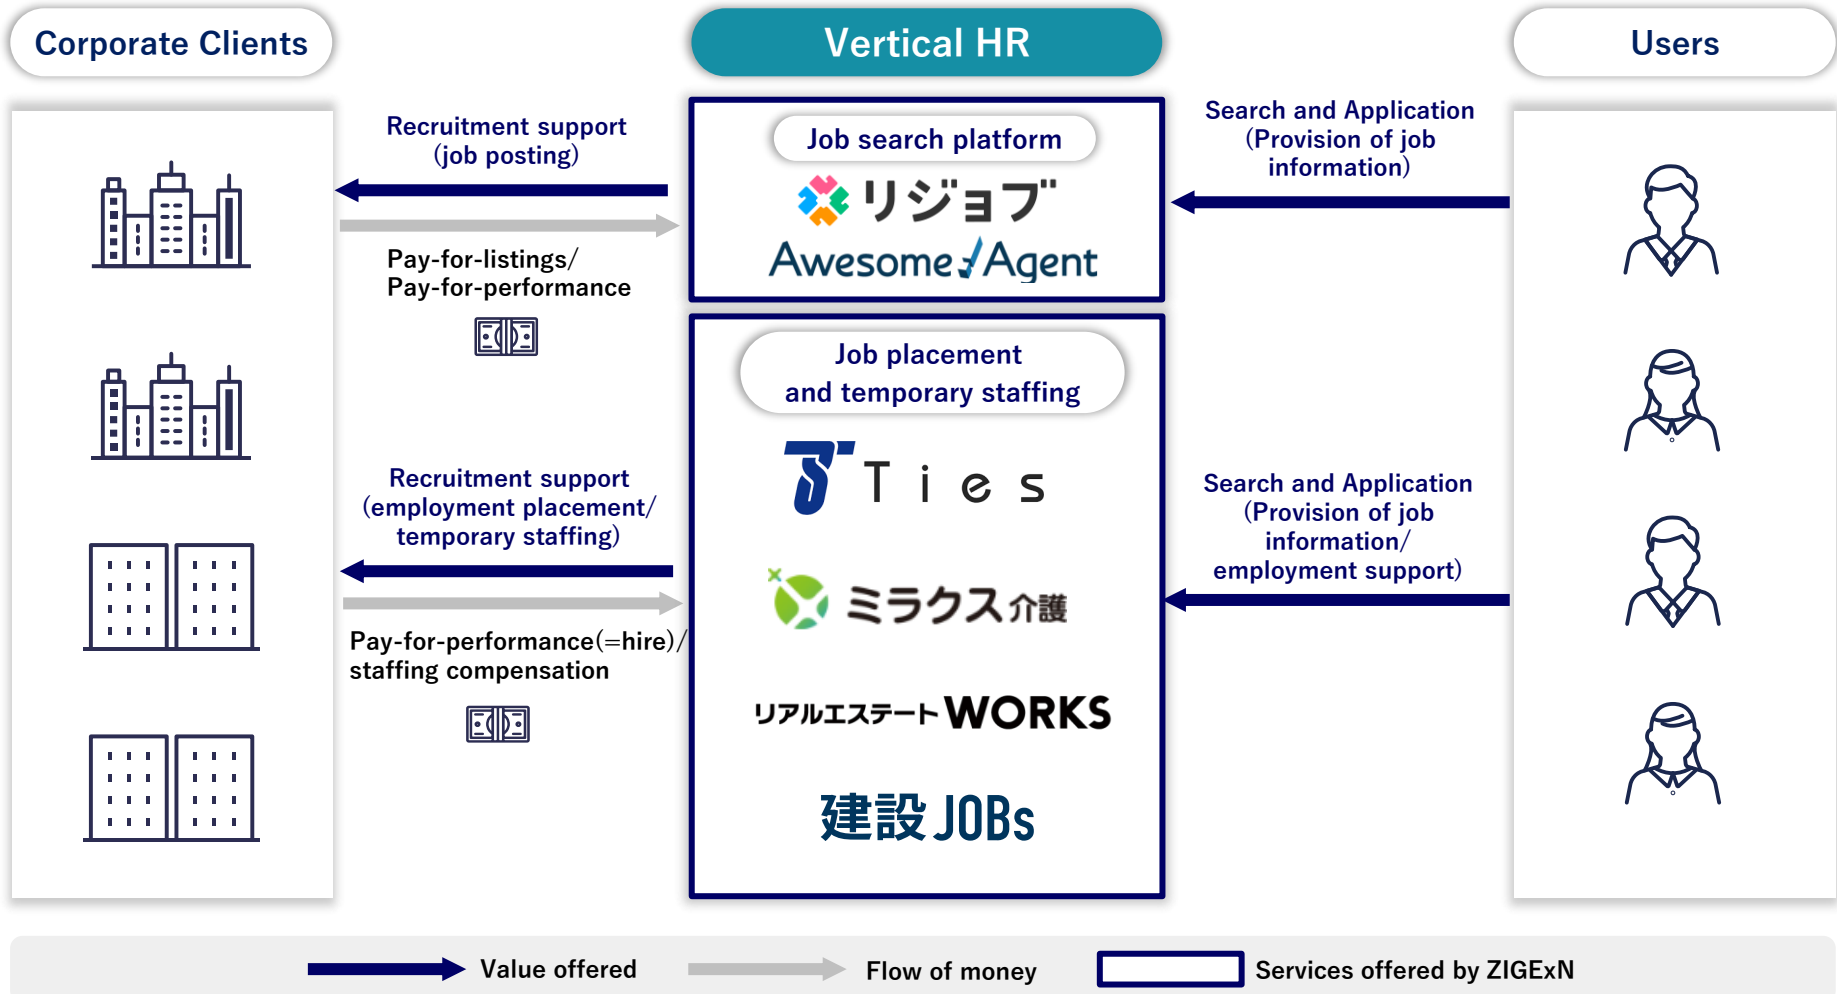 Corporate Clients
Vertical HR
Users
Recruitment support
(job posting)
Pay-for-listings/
Pay-for-performance
Job search platform
リジョブ
Awesome Agent
Search and Application
(Provision of job
information)
Recruitment support
(employment placement/
temporary staffing)
Pay-for-performance(=hire)/
staffing compensation
Job placement
and temporary staffing
Ties
ミラクス介護
リアルエステートWORKS
建設JOBs
Search and Application
(Provision of job
information/
employment support)
Value offered
Flow of money
Services offered by ZIGExN